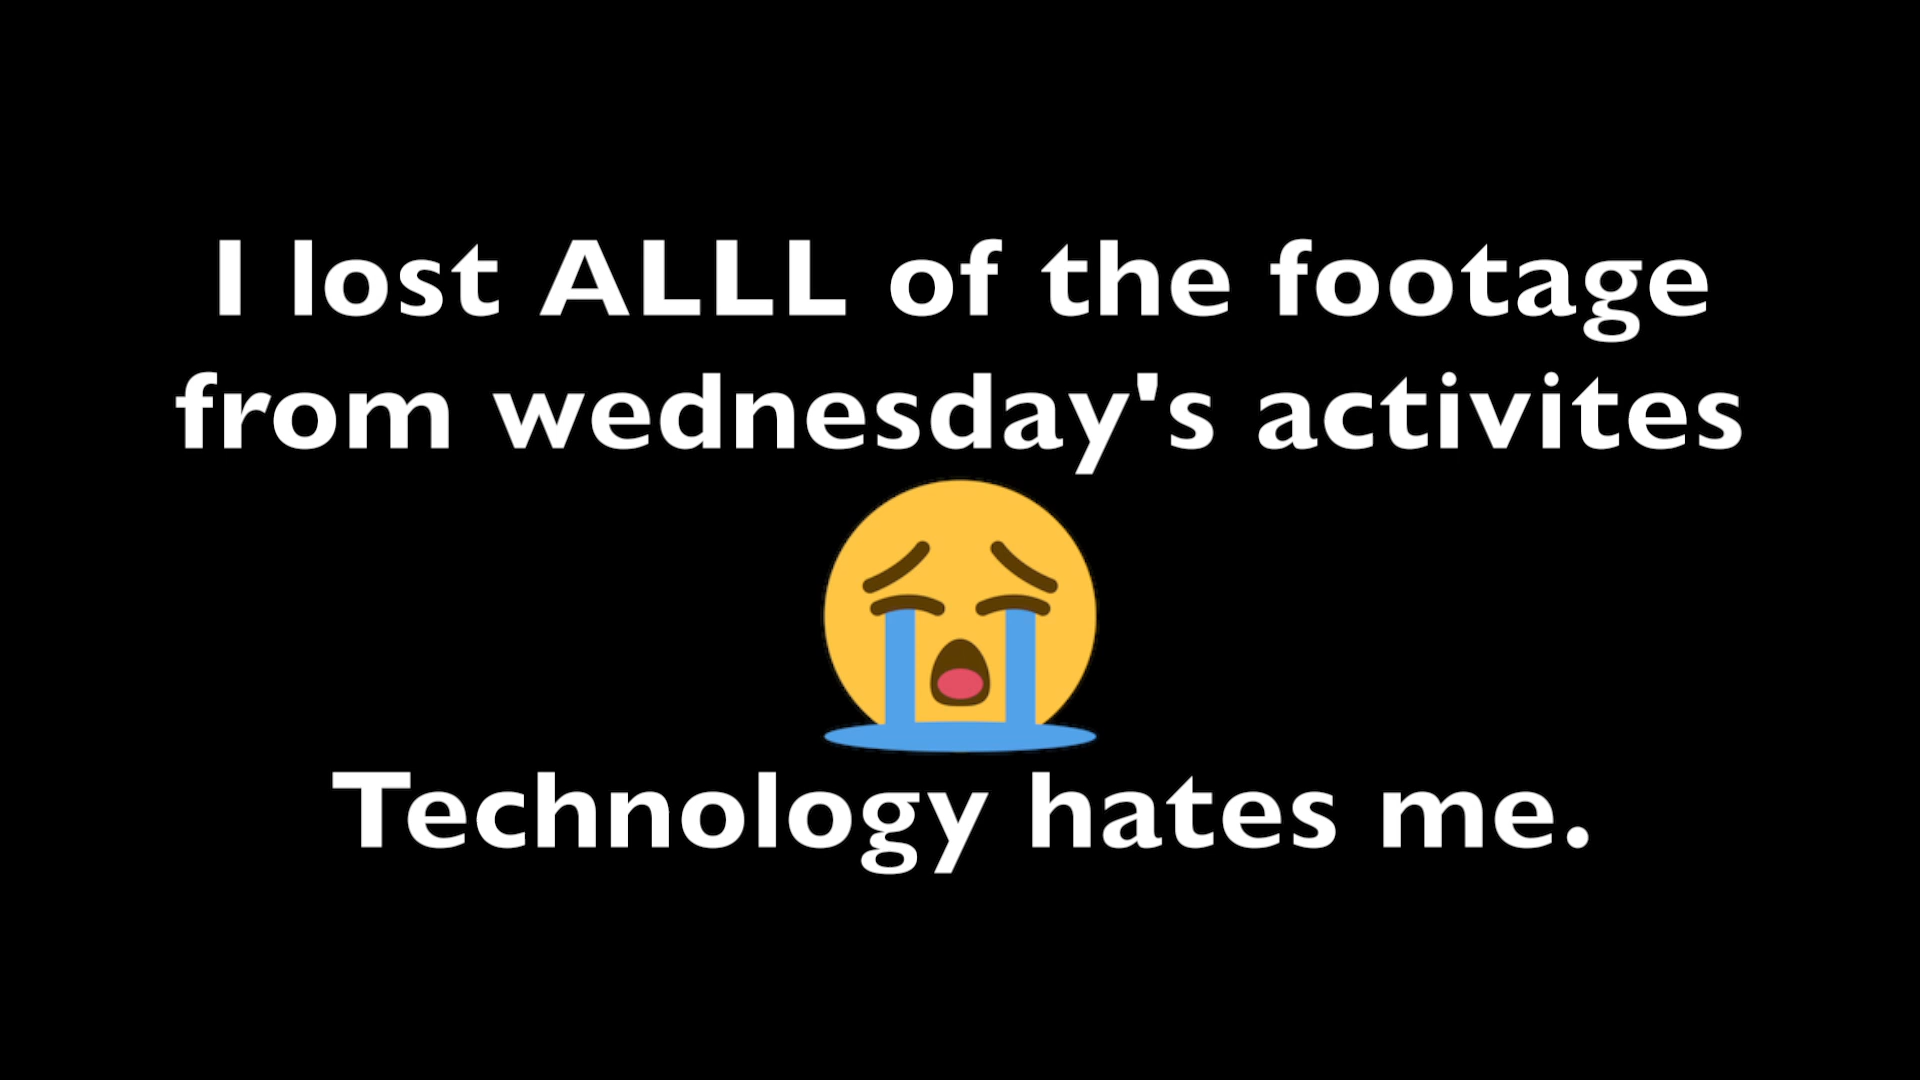 I lost ALLL of the footage
from wednesday's activites
Technology hates me.